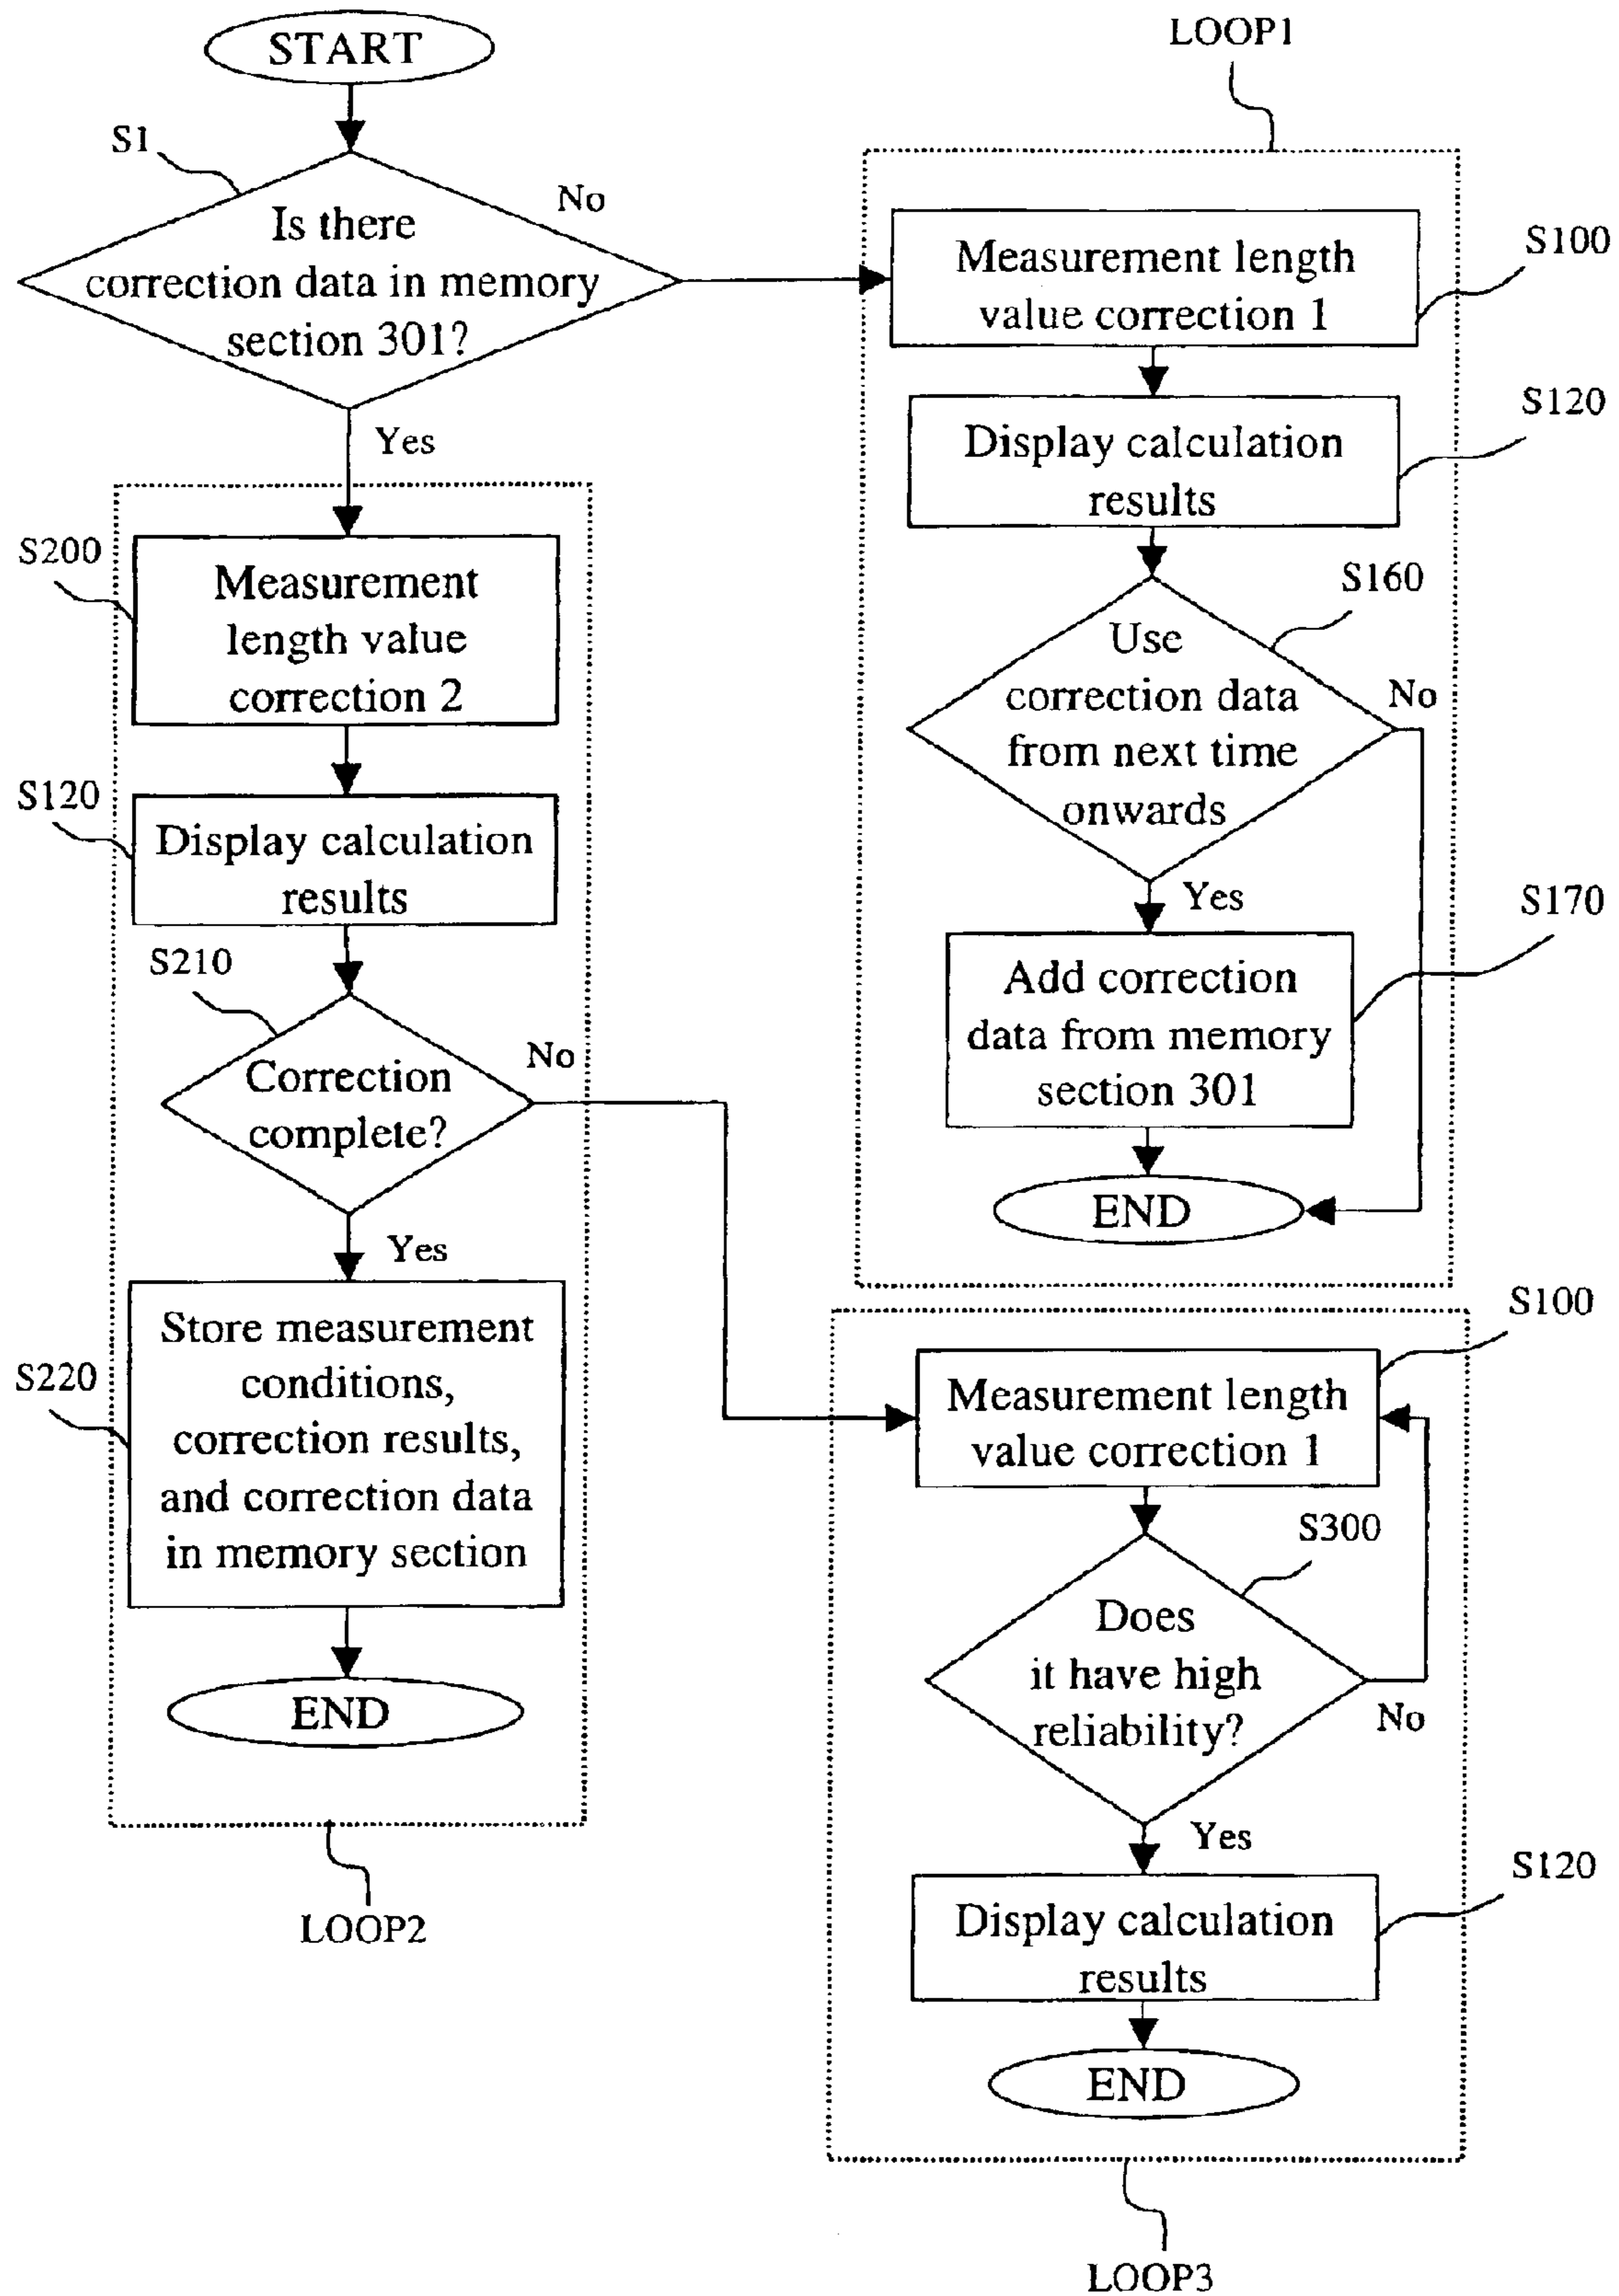 START
S1
Is there
correction data in memory
section 301?
No
Yes
S200
Measurement
length value
correction 2
S120
Display calculation
results
S210
Correction
complete?
No
Yes
S220
Store measurement
conditions,
correction results,
and correction data
in memory section
END
LOOP2
LOOP1
Measurement length
value correction 1
S100
Display calculation
results
S120
S160
Use
correction data
from next time
onwards
No
Yes
S170
Add correction
data from memory
section 301
END
S100
Measurement length
value correction 1
S300
Does
it have high
reliability?
No
Yes
S120
Display calculation
results
END
LOOP3